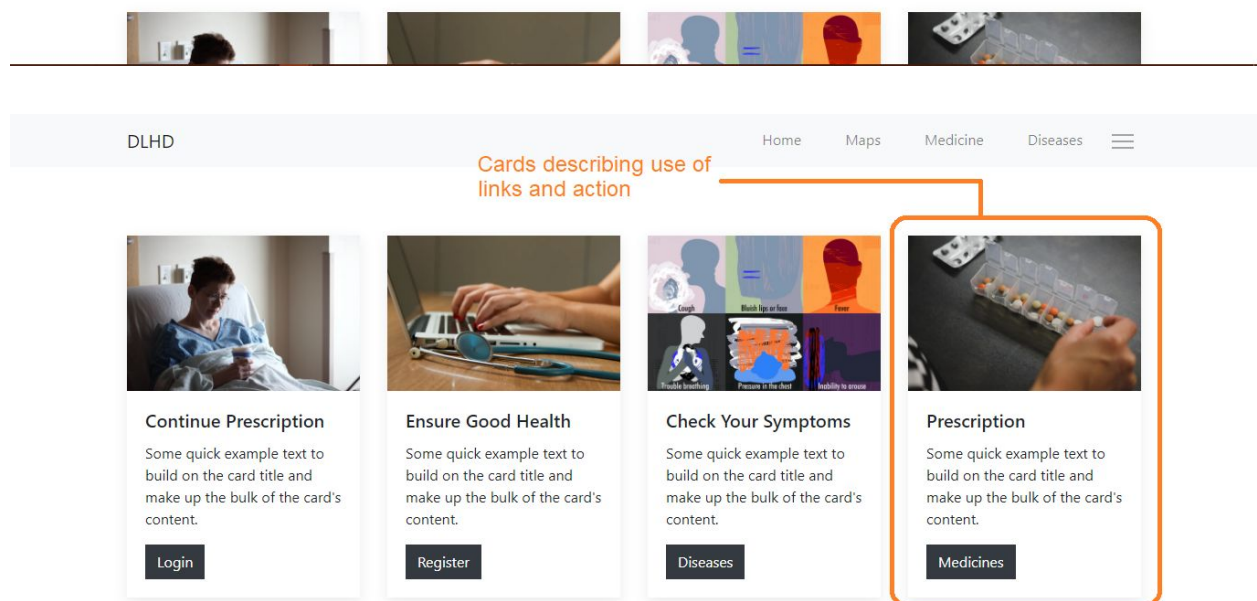 DLHD
Home Maps Medicine Diseases
Cards describing use of
links and action
Cough Bluish lips or face Fever
Trouble breathing Pressure in the chest Inability to arouse
Continue Prescription
Some quick example text to
build on the card title and
make up the bulk of the card's
content.
Login
Ensure Good Health
Some quick example text to
build on the card title and
make up the bulk of the card's
content.
Register
Check Your Symptoms
Some quick example text to
build on the card title and
make up the bulk of the card's
content.
Diseases
Prescription
Some quick example text to
build on the card title and
make up the bulk of the card's
content.
Medicines